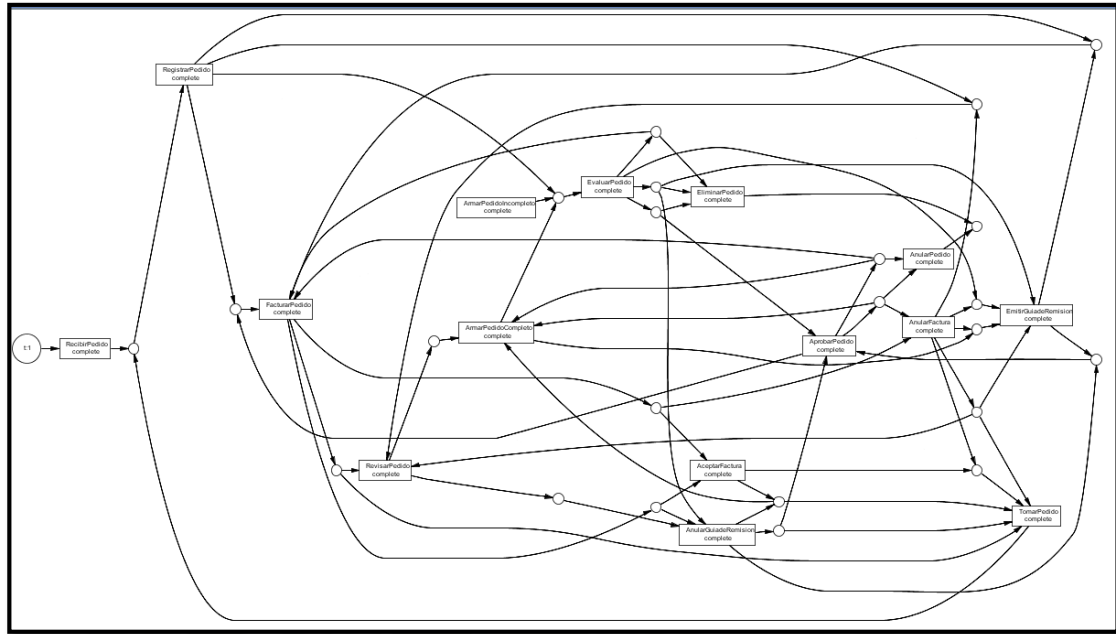 RegistrarPedido
complete
EvaluarPedido
complete
EliminarPedido
complete
ArmarPedidoIncompleto
complete
AnularPedido
complete
FacturarPedido
complete
EmitirGuiadeRemision
complete
ArmarPedidoCompleto
complete
AnularFactura
complete
t:1
RecibirPedido
complete
AprobarPedido
complete
RevisarPedido
complete
AceptarFactura
complete
TomarPedido
complete
AnularGuiadeRemision
complete